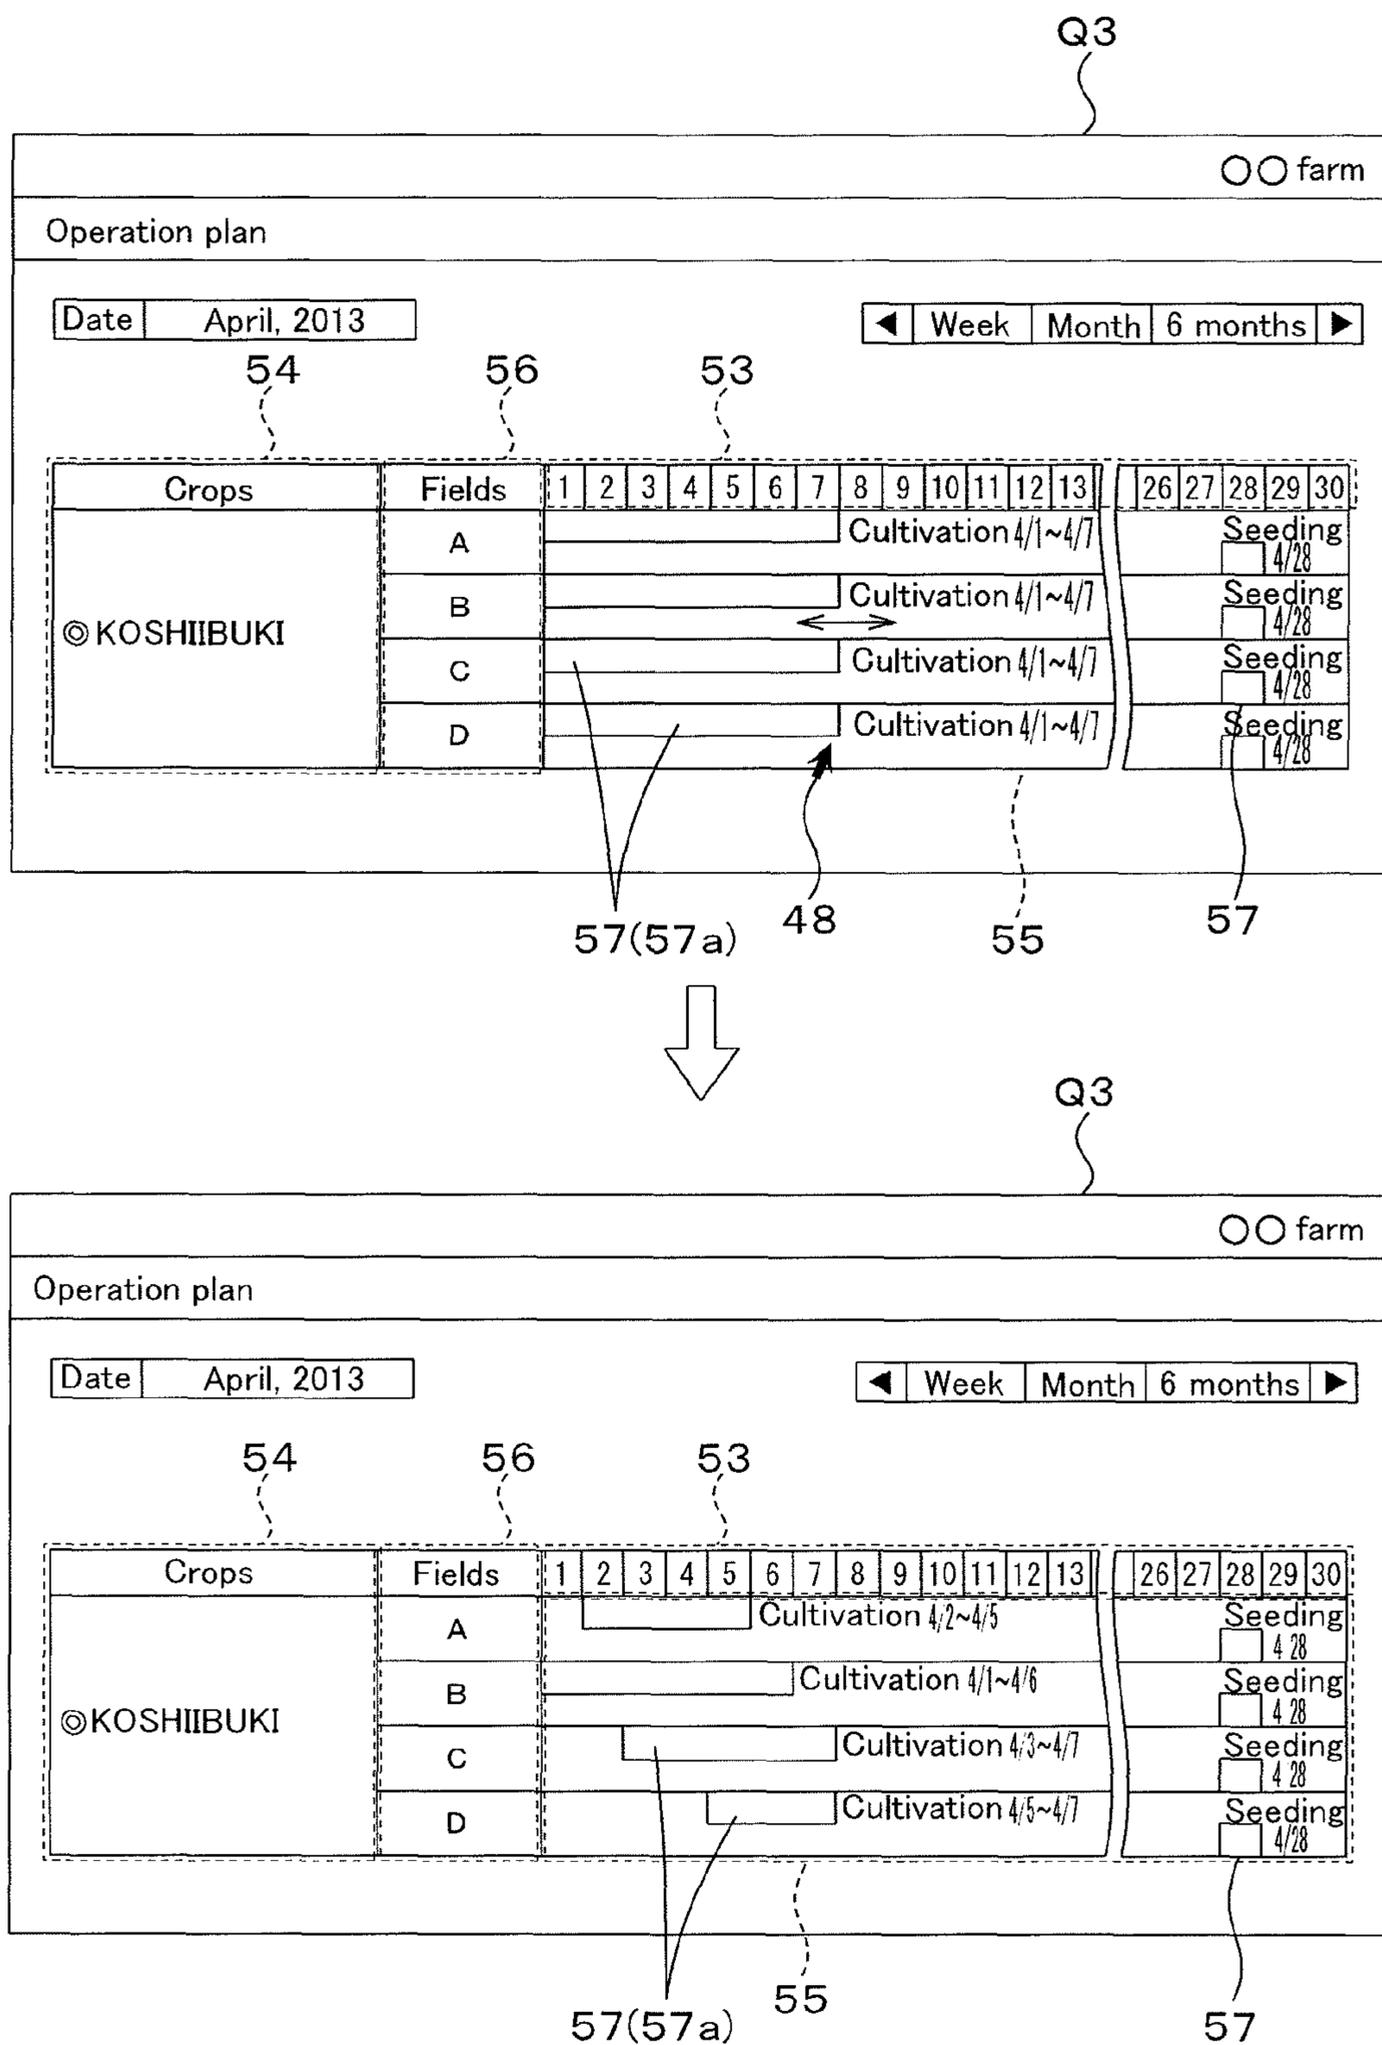 Q3
○○ farm
Operation plan
Date April, 2013
◀ Week Month 6 months ▶
54 56 53
Crops Fields 1 2 3 4 5 6 7 8 9 10 11 12 13 26 27 28 29 30
A Cultivation 4/1~4/7 Seeding 4/28
B Cultivation 4/1~4/7 Seeding 4/28
◎KOSHIIBUKI
C Cultivation 4/1~4/7 Seeding 4/28
D Cultivation 4/1~4/7 Seeding 4/28
57(57a) 48 55 57
Q3
○○ farm
Operation plan
Date April, 2013
◀ Week Month 6 months ▶
54 56 53
Crops Fields 1 2 3 4 5 6 7 8 9 10 11 12 13 26 27 28 29 30
A Cultivation 4/2~4/5 Seeding 4 28
B Cultivation 4/1~4/6 Seeding 4 28
◎KOSHIIBUKI
C Cultivation 4/3~4/7 Seeding 4 28
D Cultivation 4/5~4/7 Seeding 4/28
57(57a) 55 57